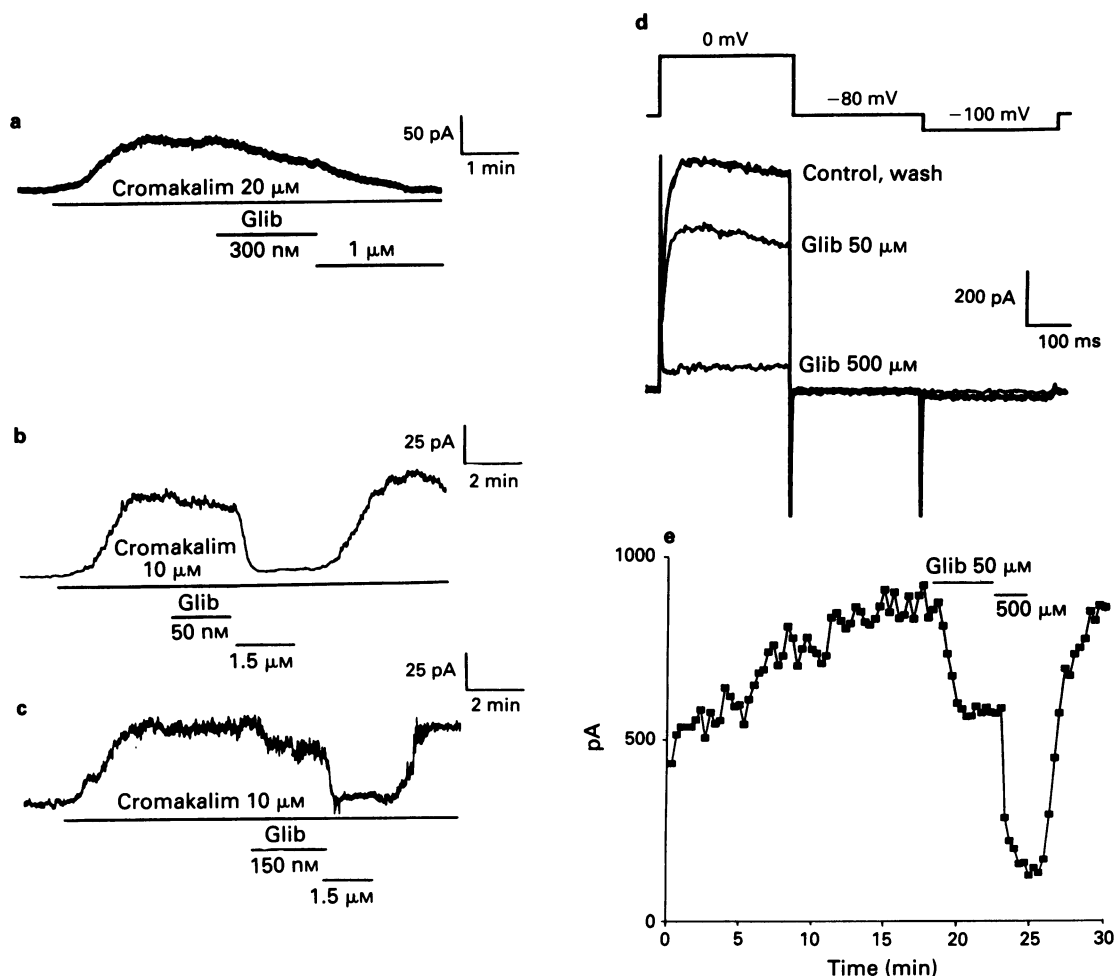 a
50 pA
1 min
Cromakalim 20 μM
Glib
300 nM
1 μM
b
25 pA
2 min
Cromakalim
10 μM
Glib
50 nM
1.5 μM
c
25 pA
2 min
Cromakalim 10 μM
Glib
150 nM
1.5 μM
d
0 mV
−80 mV
−100 mV
Control, wash
Glib 50 μM
200 pA
100 ms
Glib 500 μM
e
1000
500
0
pA
Glib 50 μM
500 μM
0 5 10 15 20 25 30
Time (min)